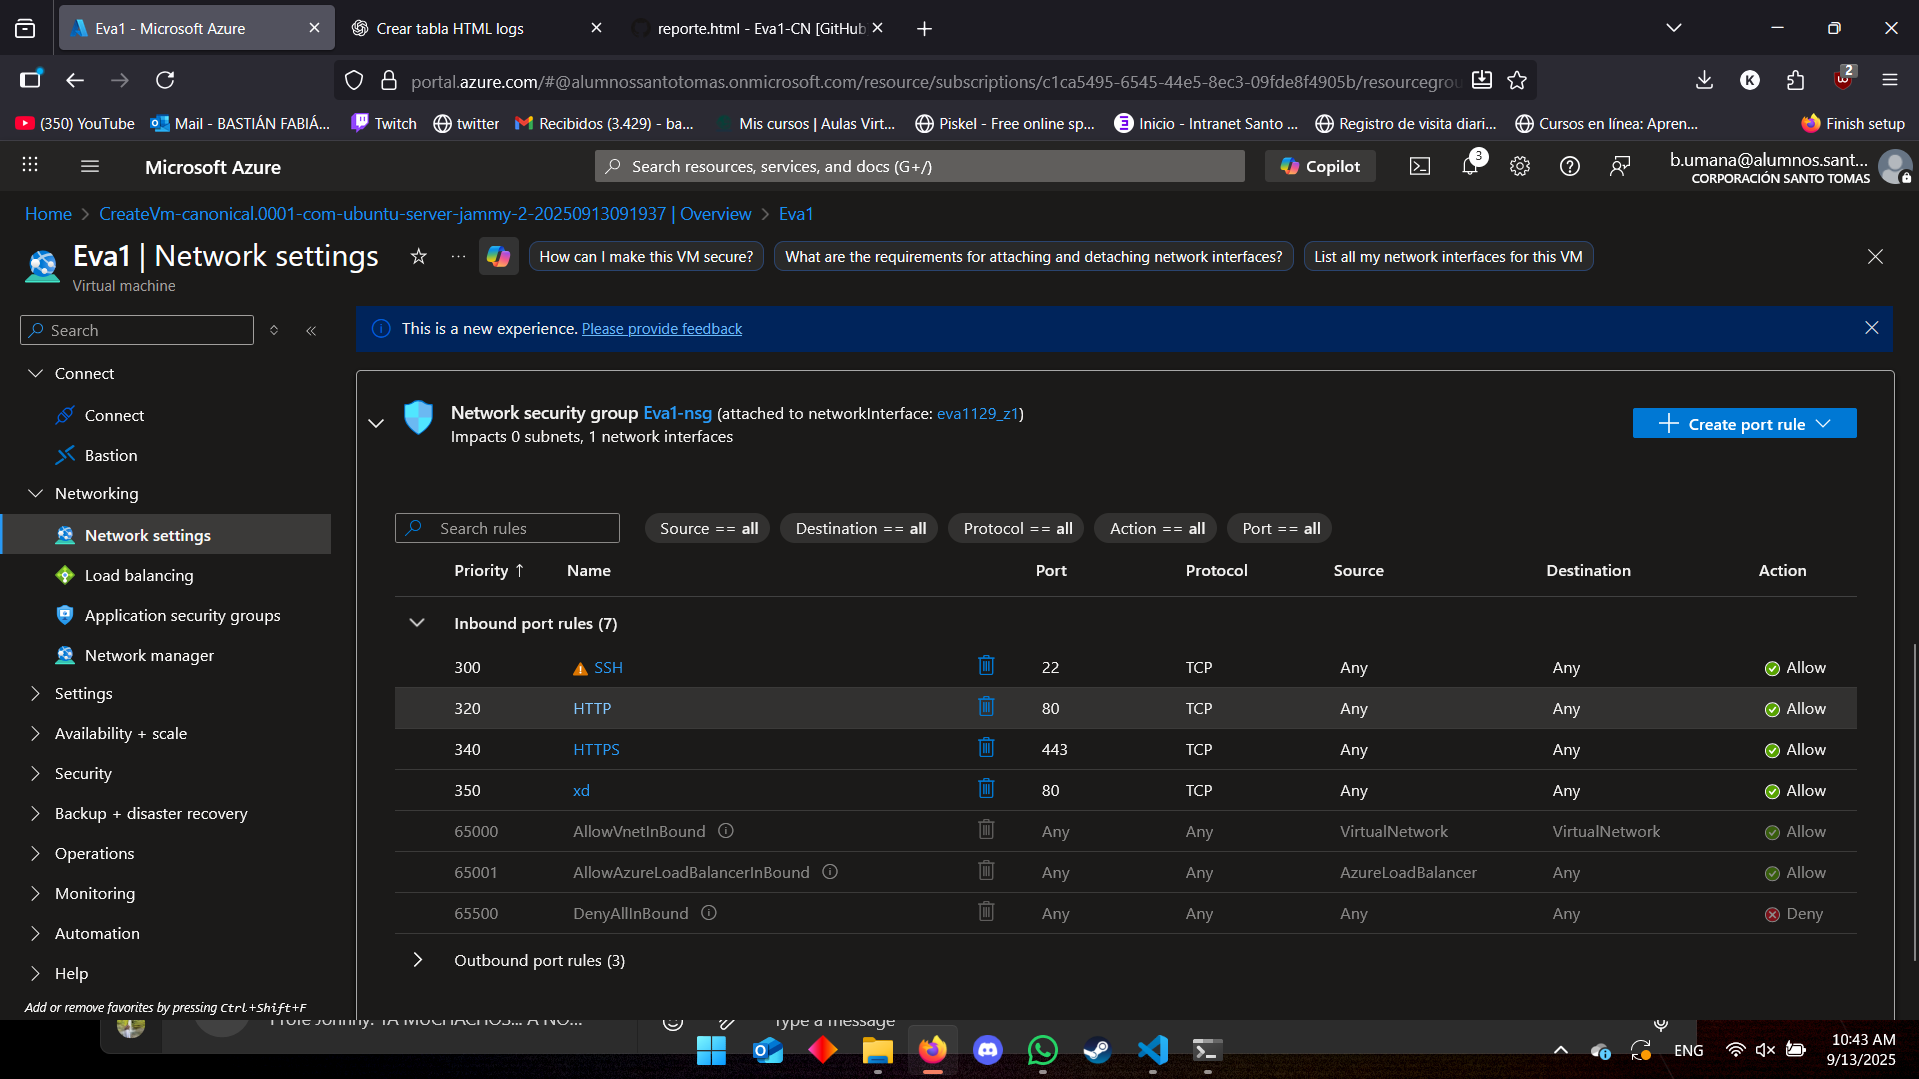 Eva1 - Microsoft Azure
Crear tabla HTML logs
reporte.html - Eva1-CN [GitHub
portal.azure.com/#@alumnossantotomas.onmicrosoft.com/resource/subscriptions/c1ca5495-6545-44e5-8ec3-09fde8f4905b/resourcegrou
K
2
(350) YouTube
Mail - BASTIÁN FABIÁ...
Twitch
twitter
Recibidos (3.429) - ba...
Mis cursos | Aulas Virt...
Piskel - Free online sp...
Inicio - Intranet Santo ...
Registro de visita diari...
Cursos en línea: Apren...
Finish setup
Microsoft Azure
Search resources, services, and docs (G+/)
Copilot
3
b.umana@alumnos.sant...
CORPORACIÓN SANTO TOMAS
Home > CreateVm-canonical.0001-com-ubuntu-server-jammy-2-20250913091937 | Overview > Eva1
Eva1 | Network settings
Virtual machine
How can I make this VM secure?
What are the requirements for attaching and detaching network interfaces?
List all my network interfaces for this VM
Search
This is a new experience. Please provide feedback
Connect
Connect
Bastion
Networking
Network settings
Load balancing
Application security groups
Network manager
Settings
Availability + scale
Security
Backup + disaster recovery
Operations
Monitoring
Automation
Help
Add or remove favorites by pressing Ctrl+Shift+F
Network security group Eva1-nsg (attached to networkInterface: eva1129_z1)
Impacts 0 subnets, 1 network interfaces
Create port rule
Search rules
Source == all
Destination == all
Protocol == all
Action == all
Port == all
Priority ↑ Name Port Protocol Source Destination Action
Inbound port rules (7)
300 SSH 22 TCP Any Any Allow
320 HTTP 80 TCP Any Any Allow
340 HTTPS 443 TCP Any Any Allow
350 xd 80 TCP Any Any Allow
65000 AllowVnetInBound Any Any VirtualNetwork VirtualNetwork Allow
65001 AllowAzureLoadBalancerInBound Any Any AzureLoadBalancer Any Allow
65500 DenyAllInBound Any Any Any Any Deny
Outbound port rules (3)
Profe Johnny: YA MUCHACHOS... A NO...
Type a message
ENG
10:43 AM
9/13/2025